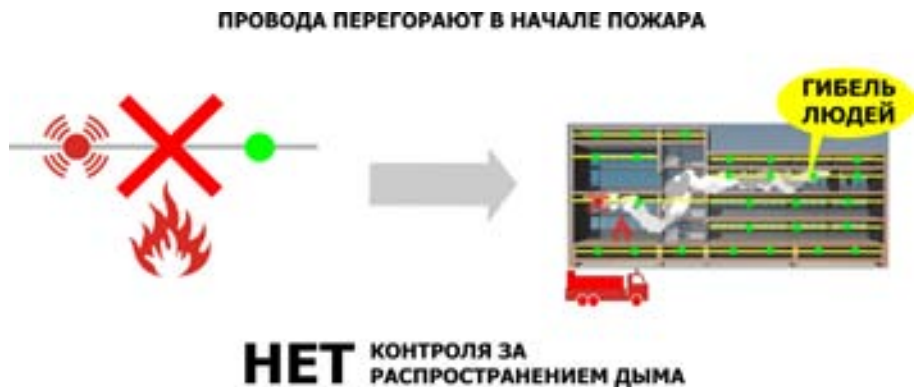 ПРОВОДА ПЕРЕГОРАЮТ В НАЧАЛЕ ПОЖАРА
ГИБЕЛЬ
ЛЮДЕЙ
НЕТ КОНТРОЛЯ ЗА
РАСПРОСТРАНЕНИЕМ ДЫМА